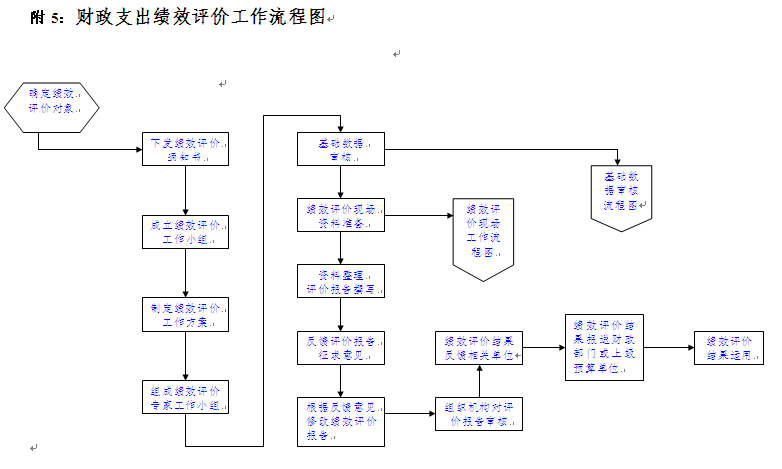 附 5：财政支出绩效评价工作流程图
确定绩效
评价对象
下发绩效评价
通知书
成立绩效评价
工作小组
制定绩效评价
工作方案
组成绩效评价
专家工作小组
基础数据
审核
基础数
据审核
流程图
绩效评价现场
资料准备
绩效评
价现场
工作流
程图
资料整理
评价报告撰写
反馈评价报告
征求意见
根据反馈意见
修改绩效评价
报告
组织机构对评
价报告审核
绩效评价结果
反馈相关单位
绩效评价结
果报送财政
部门或上级
预算单位
绩效评价
结果运用